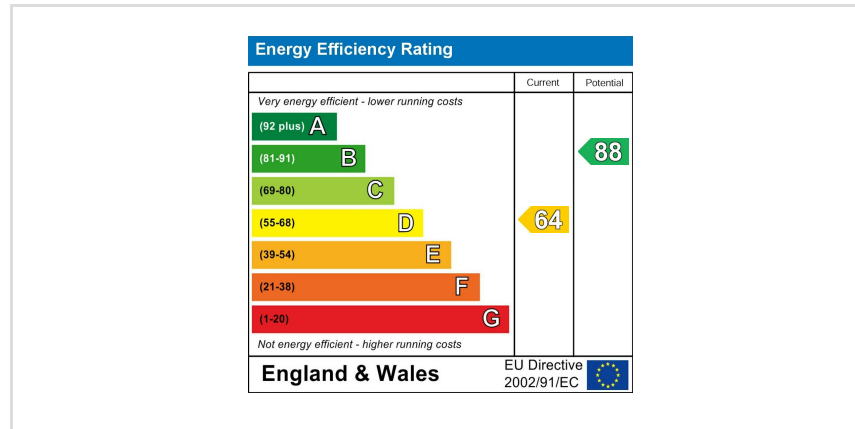 Energy Efficiency Rating
Current Potential
Very energy efficient - lower running costs
(92 plus) A
(81-91) B
88
(69-80) C
(55-68) D
64
(39-54) E
(21-38) F
(1-20) G
Not energy efficient - higher running costs
England & Wales
EU Directive
2002/91/EC